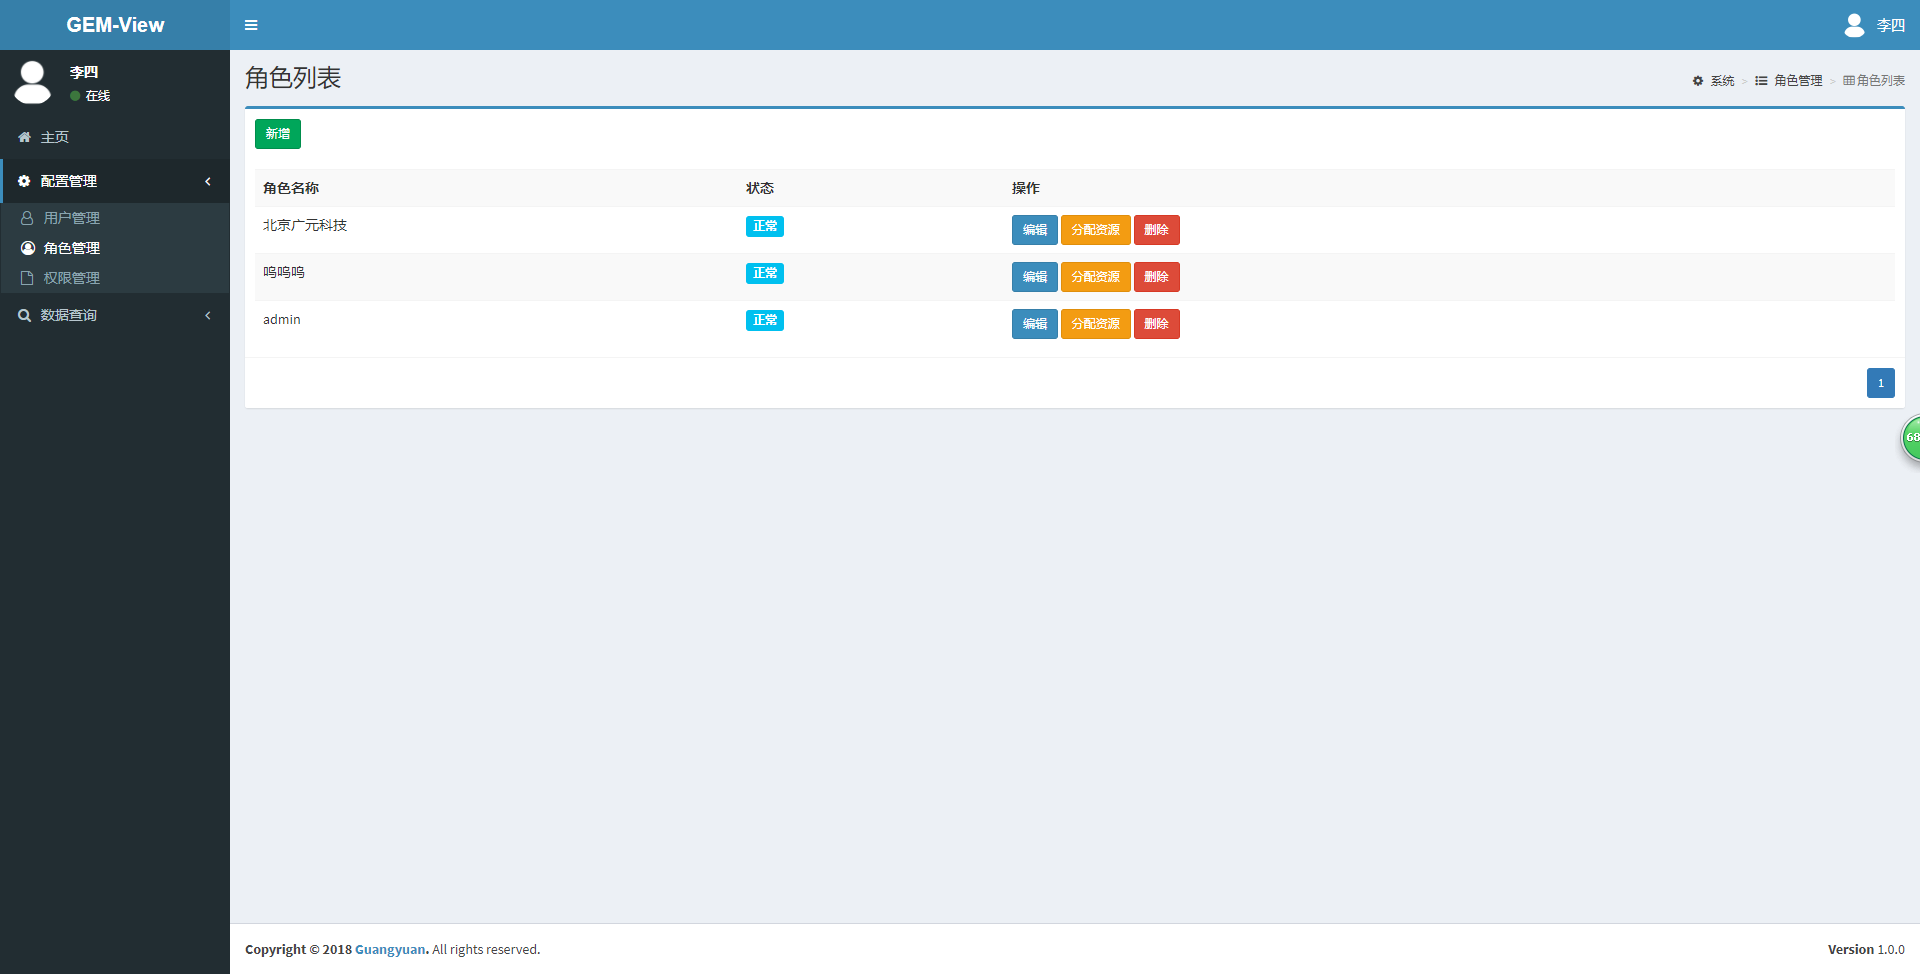 GEM-View
李四
李四
在线
主页
配置管理
用户管理
角色管理
权限管理
数据查询
角色列表
系统 > 角色管理 > 角色列表
新增
角色名称 状态 操作
北京广元科技 正常 编辑 分配资源 删除
呜呜呜 正常 编辑 分配资源 删除
admin 正常 编辑 分配资源 删除
1
68
Copyright © 2018 Guangyuan. All rights reserved.
Version 1.0.0